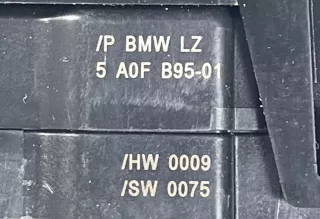 /P BMW LZ
5 A0F B95-01
/HW 0009
/SW 0075